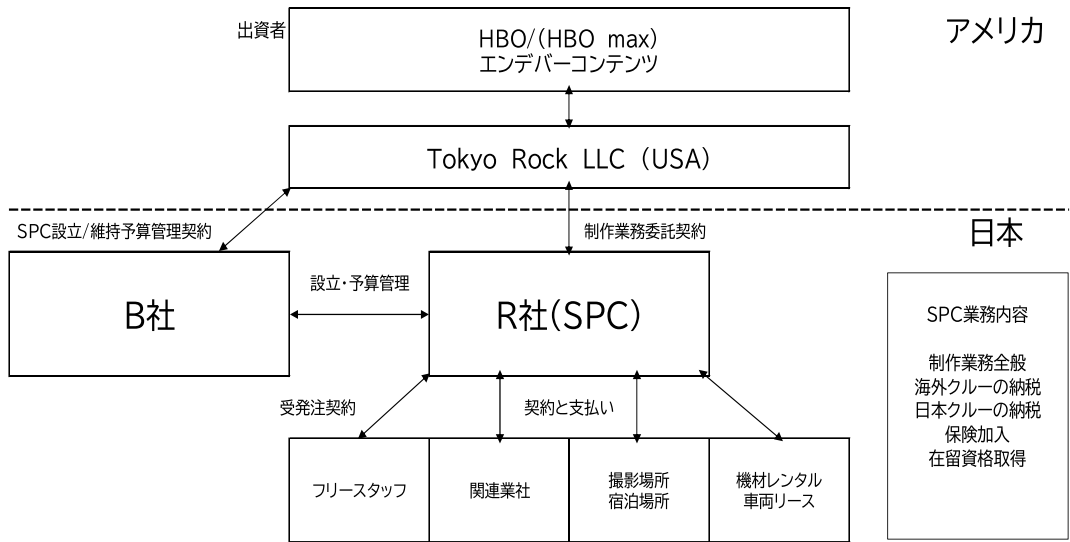 出資者
HBO/(HBO max)
エンデバーコンテンツ
アメリカ
Tokyo Rock LLC (USA)
SPC設立/維持予算管理契約
制作業務委託契約
日本
B社
設立・予算管理
R社(SPC)
SPC業務内容
制作業務全般
海外クルーの納税
日本クルーの納税
保険加入
在留資格取得
受発注契約
契約と支払い
フリースタッフ
関連業社
撮影場所
宿泊場所
機材レンタル
車両リース